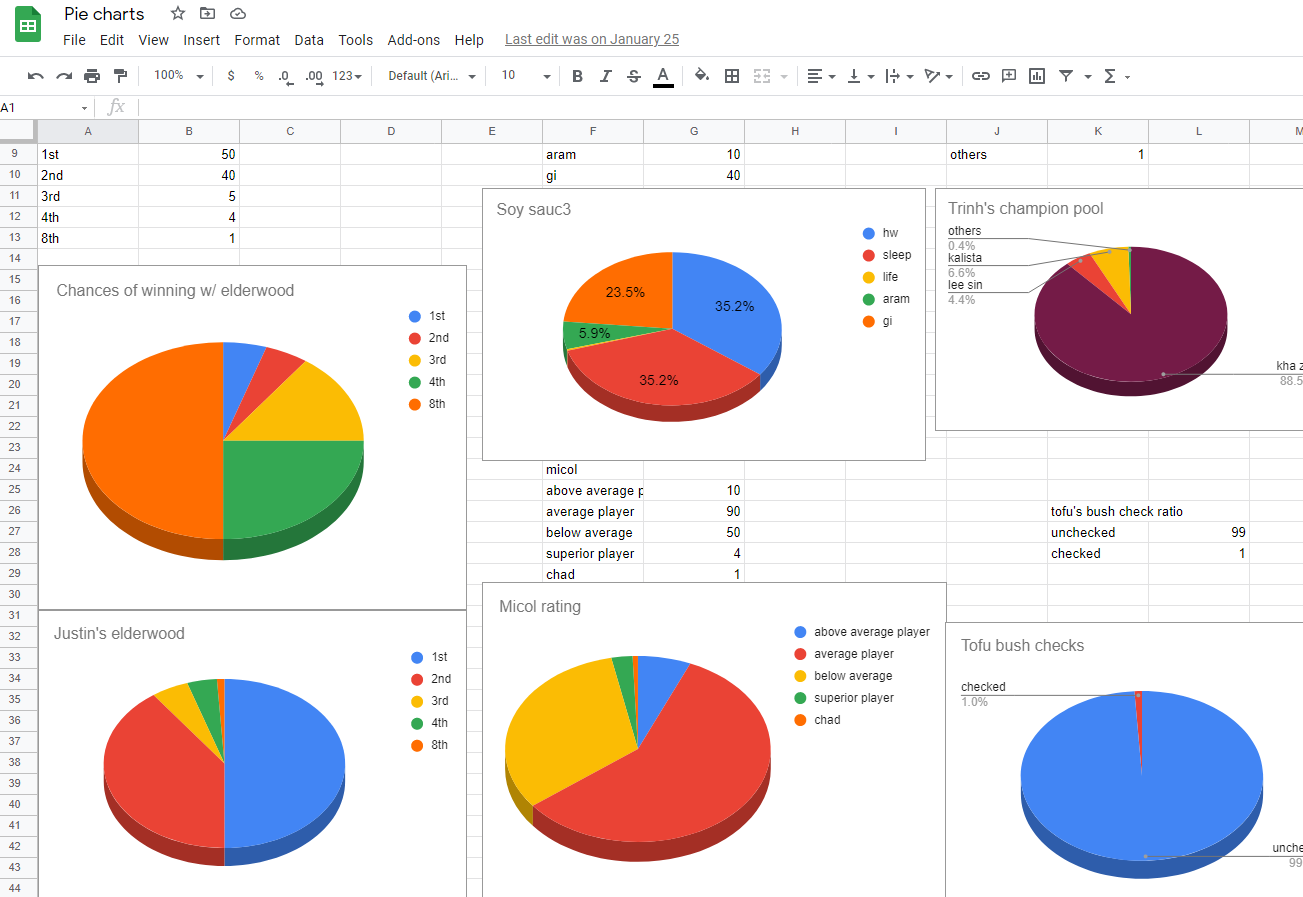 Pie charts
File Edit View Insert Format Data Tools Add-ons Help Last edit was on January 25
100% $ % .0 .00 123 Default (Ari... 10 B I S A
A1 fx
A B C D E F G H I J K L M
9 1st 50 aram 10 others 1
10 2nd 40 gi 40
11 3rd 5
12 4th 4
13 8th 1
14
15
16
17
18
19
20
21
22
23
24 micol
25 above average p 10
26 average player 90 tofu's bush check ratio
27 below average 50 unchecked 99
28 superior player 4 checked 1
29 chad 1
30
31
32
33
34
35
36
37
38
39
40
41
42
43
44
Chances of winning w/ elderwood
1st
2nd
3rd
4th
8th
Soy sauc3
hw
sleep
life
aram
gi
23.5%
35.2%
5.9%
35.2%
Trinh's champion pool
others
0.4%
kalista
6.6%
lee sin
4.4%
kha z
88.5
Justin's elderwood
1st
2nd
3rd
4th
8th
Micol rating
above average player
average player
below average
superior player
chad
Tofu bush checks
checked
1.0%
unche
99